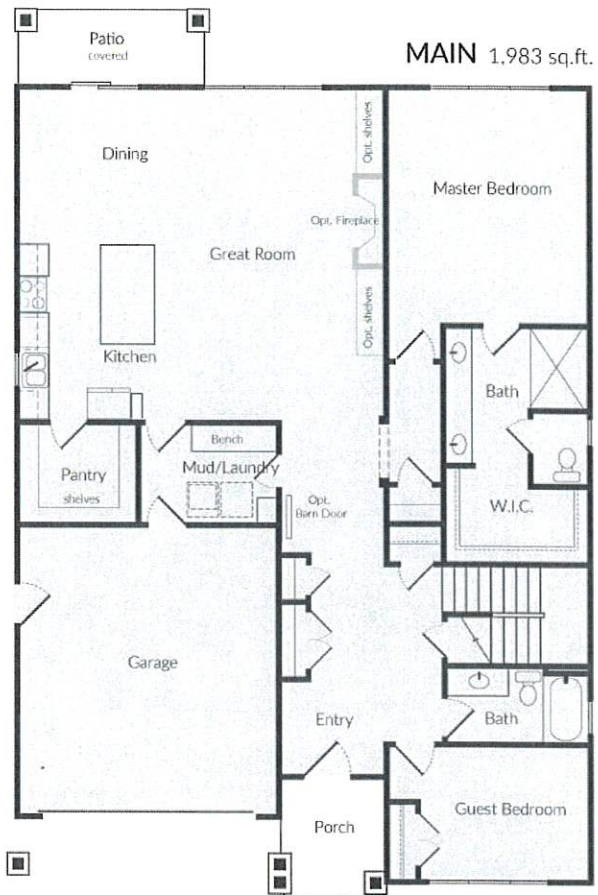 Patio
covered
MAIN 1,983 sq.ft.
Dining
Opt. shelves
Master Bedroom
Opt. Fireplace
Great Room
Opt. shelves
Kitchen
Bath
Bench
Mud/Laundry
Pantry
shelves
Opt.
Barn Door
W.I.C.
Garage
Entry
Bath
Porch
Guest Bedroom